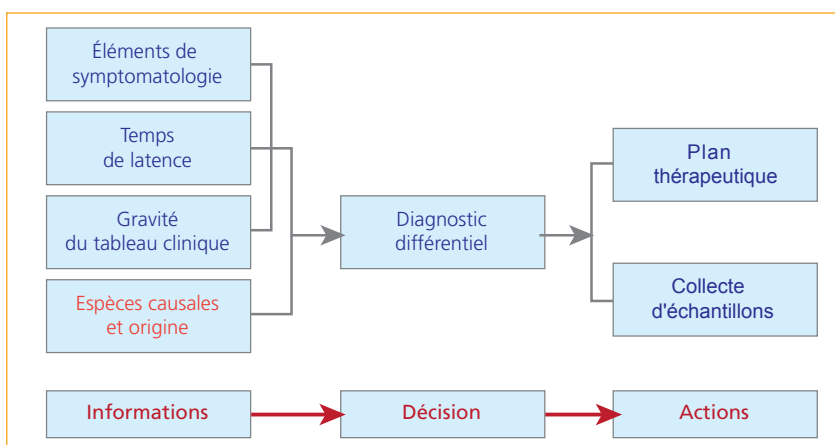 Éléments de
symptomatologie
Temps
de latence
Gravité
du tableau clinique
Espèces causales
et origine
Diagnostic
différentiel
Plan
thérapeutique
Collecte
d'échantillons
Informations
Décision
Actions